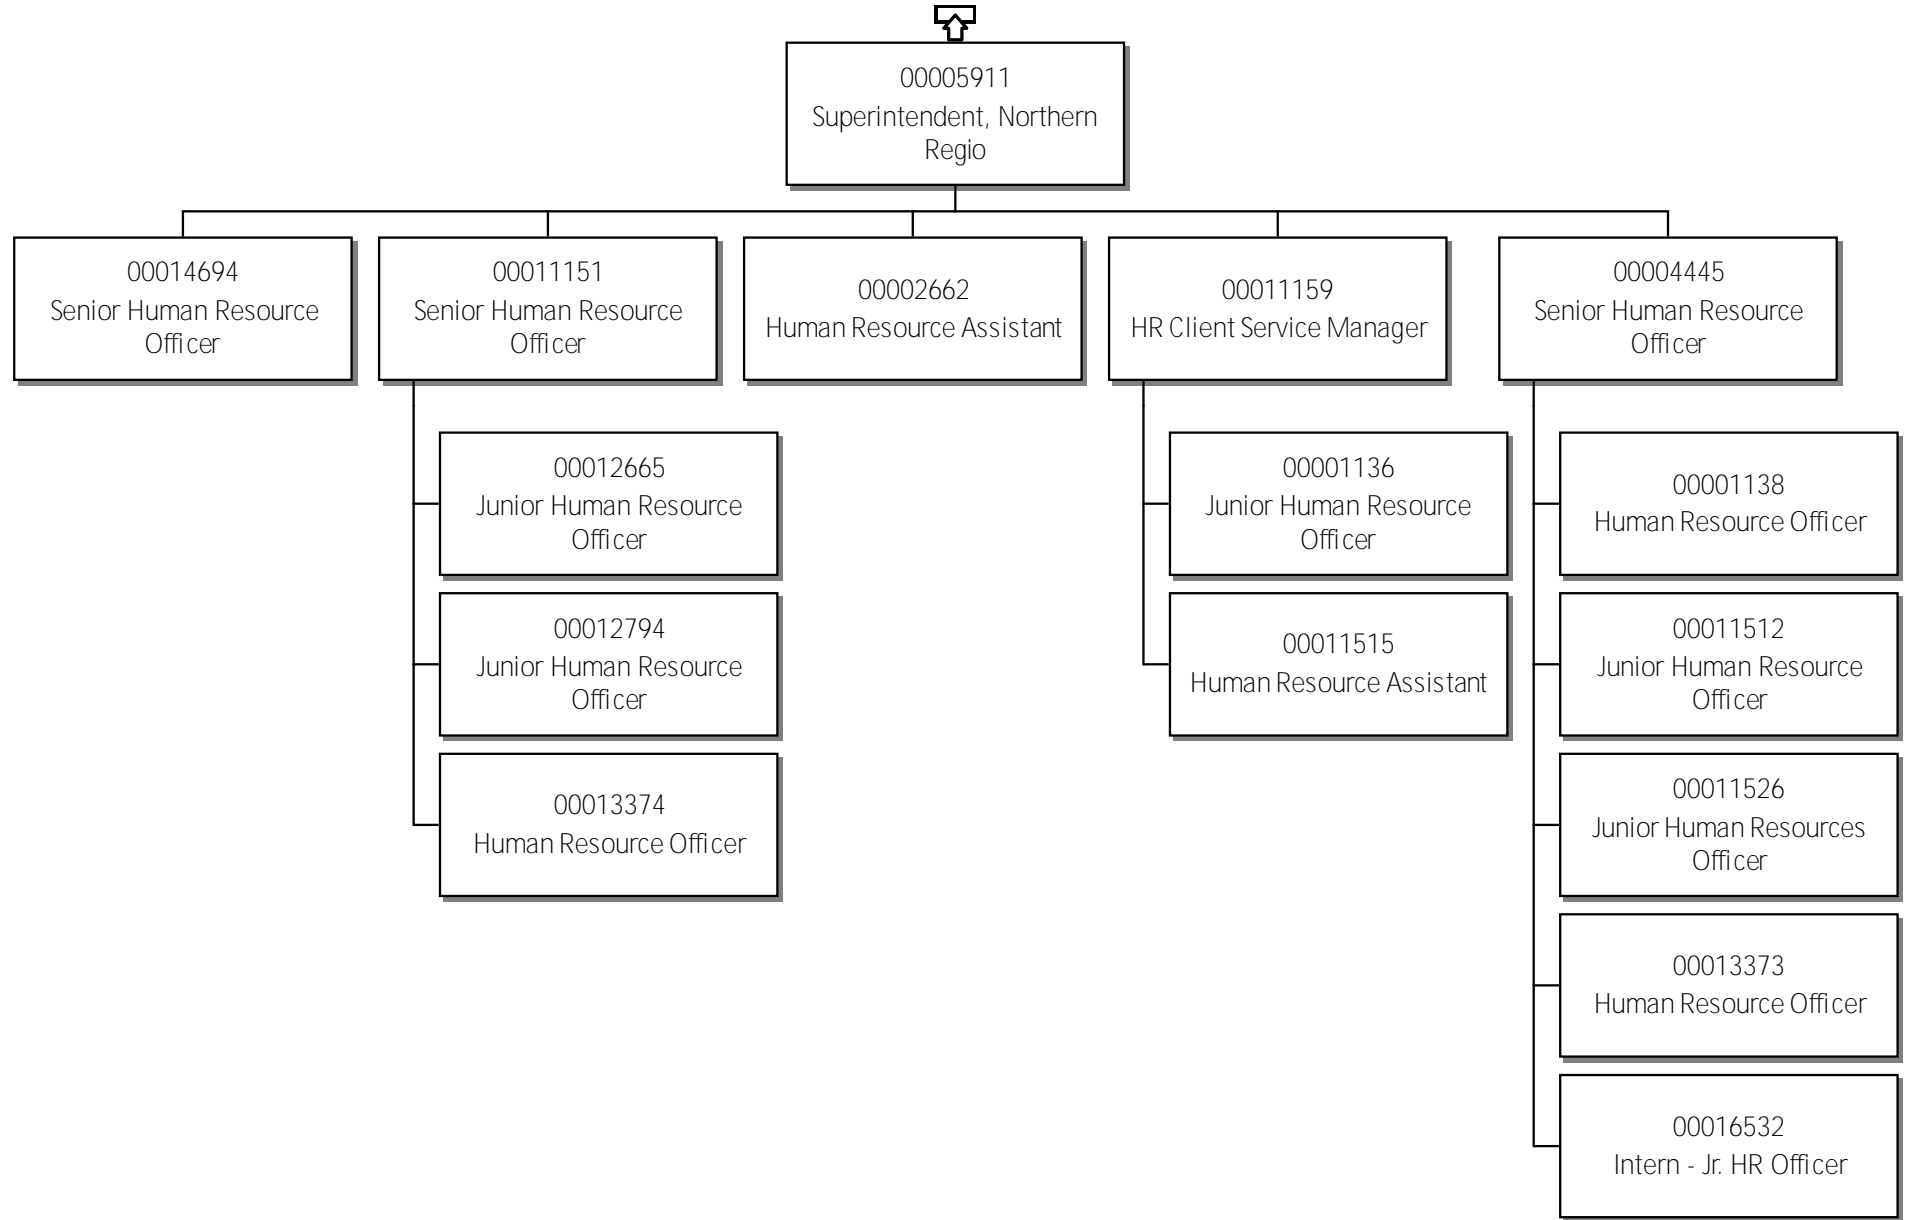 00005911
Superintendent, Northern
Regio
00014694
Senior Human Resource
Officer
00011151
Senior Human Resource
Officer
00002662
Human Resource Assistant
00011159
HR Client Service Manager
00004445
Senior Human Resource
Officer
00012665
Junior Human Resource
Officer
00012794
Junior Human Resource
Officer
00013374
Human Resource Officer
00001136
Junior Human Resource
Officer
00011515
Human Resource Assistant
00001138
Human Resource Officer
00011512
Junior Human Resource
Officer
00011526
Junior Human Resources
Officer
00013373
Human Resource Officer
00016532
Intern - Jr. HR Officer